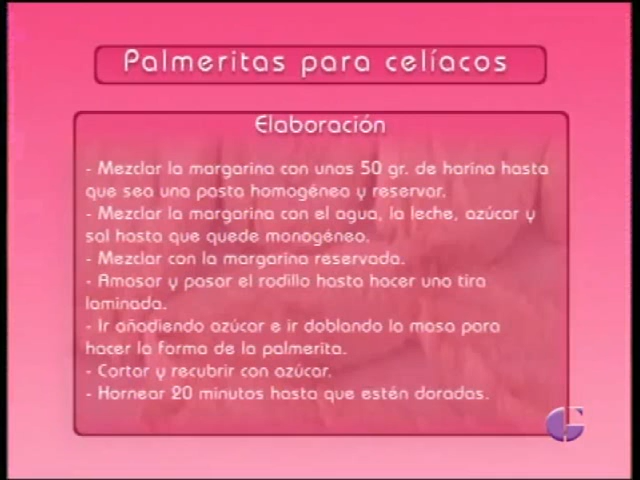 Palmeritas para celíacos
Elaboración
- Mezclar la margarina con unos 50 gr. de harina hasta
que sea una pasta homogénea y reservar.
- Mezclar la margarina con el agua, la leche, azúcar y
sal hasta que quede monogéneo.
- Mezclar con la margarina reservada.
- Amasar y pasar el rodillo hasta hacer una tira
laminada.
- Ir añadiendo azúcar e ir doblando la masa para
hacer la forma de la palmerita.
- Cortar y recubrir con azúcar.
- Hornear 20 minutos hasta que estén doradas.